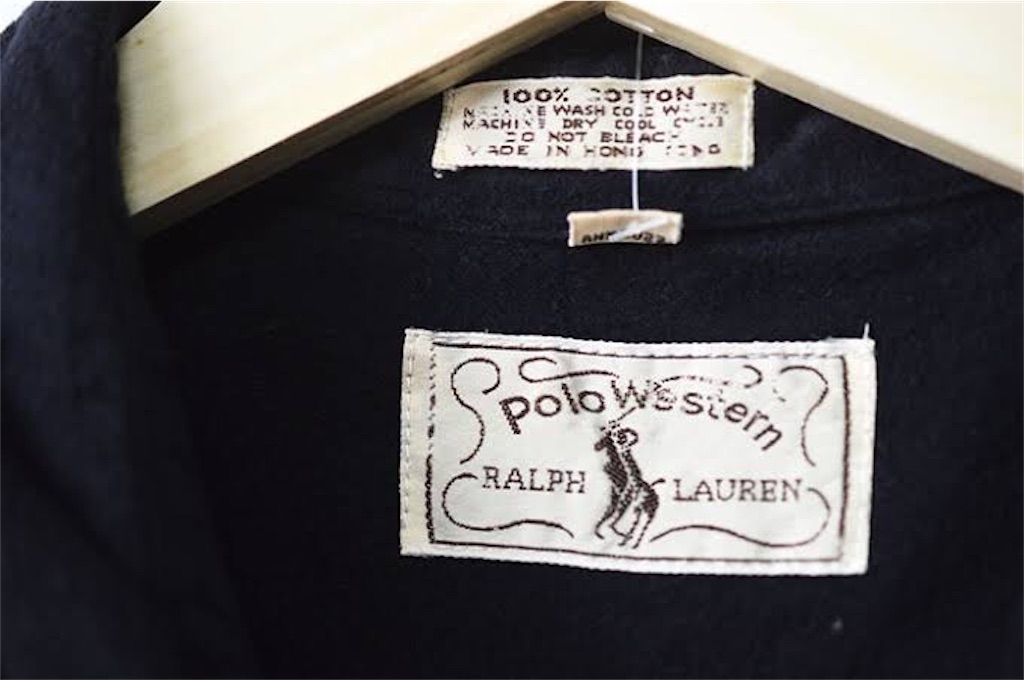 100% COTTON
MACHINE WASH COLD WATER
MACHINE DRY COOL CYCLE
DO NOT BLEACH
MADE IN HONG KONG
Polo Western
RALPH LAUREN